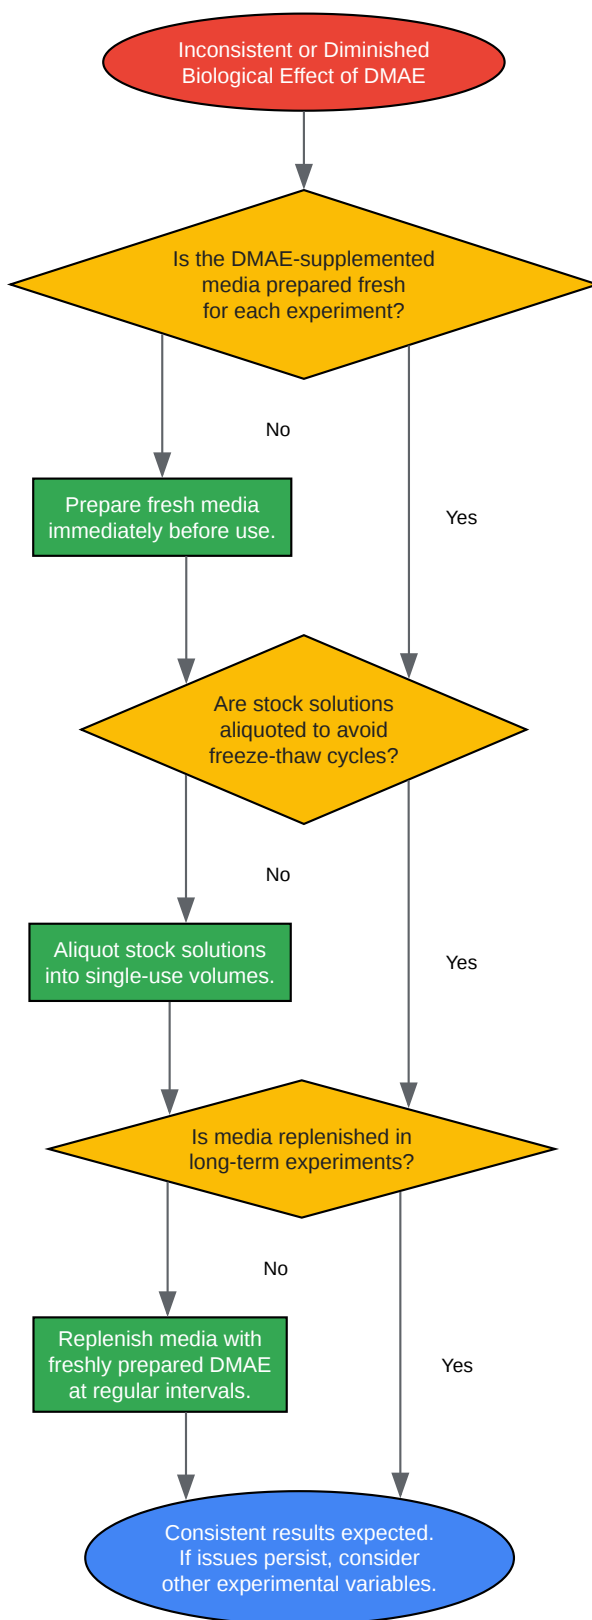 Inconsistent or Diminished
Biological Effect of DMAE
Is the DMAE-supplemented
media prepared fresh
for each experiment?
No
Prepare fresh media
immediately before use.
Yes
Are stock solutions
aliquoted to avoid
freeze-thaw cycles?
No
Aliquot stock solutions
into single-use volumes.
Yes
Is media replenished in
long-term experiments?
No
Replenish media with
freshly prepared DMAE
at regular intervals.
Yes
Consistent results expected.
If issues persist, consider
other experimental variables.